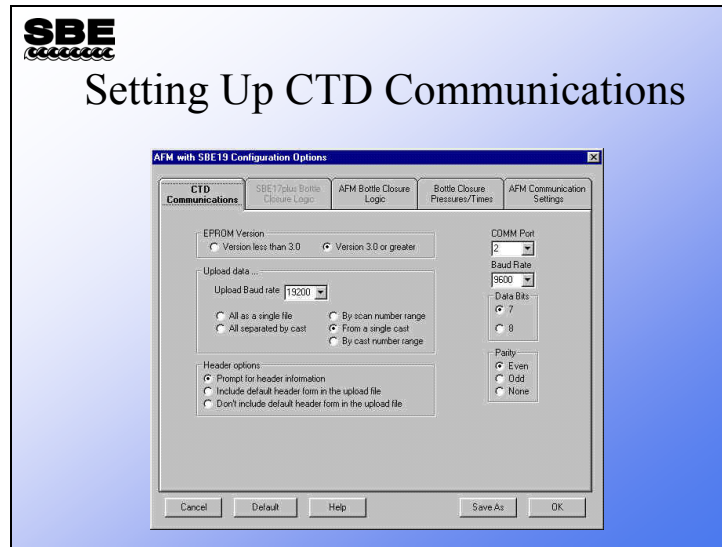 SBE
Setting Up CTD Communications
AFM with SBE19 Configuration Options
CTD Communications
SBE17plus Bottle Closure Logic
AFM Bottle Closure Logic
Bottle Closure Pressures/Times
AFM Communication Settings
EPROM Version
Version less than 3.0
Version 3.0 or greater
Upload data ...
Upload Baud rate 19200
All as a single file
All separated by cast
By scan number range
From a single cast
By cast number range
Header options
Prompt for header information
Include default header form in the upload file
Don't include default header form in the upload file
COMM Port
2
Baud Rate
9600
Data Bits
7
8
Parity
Even
Odd
None
Cancel
Default
Help
Save As
OK